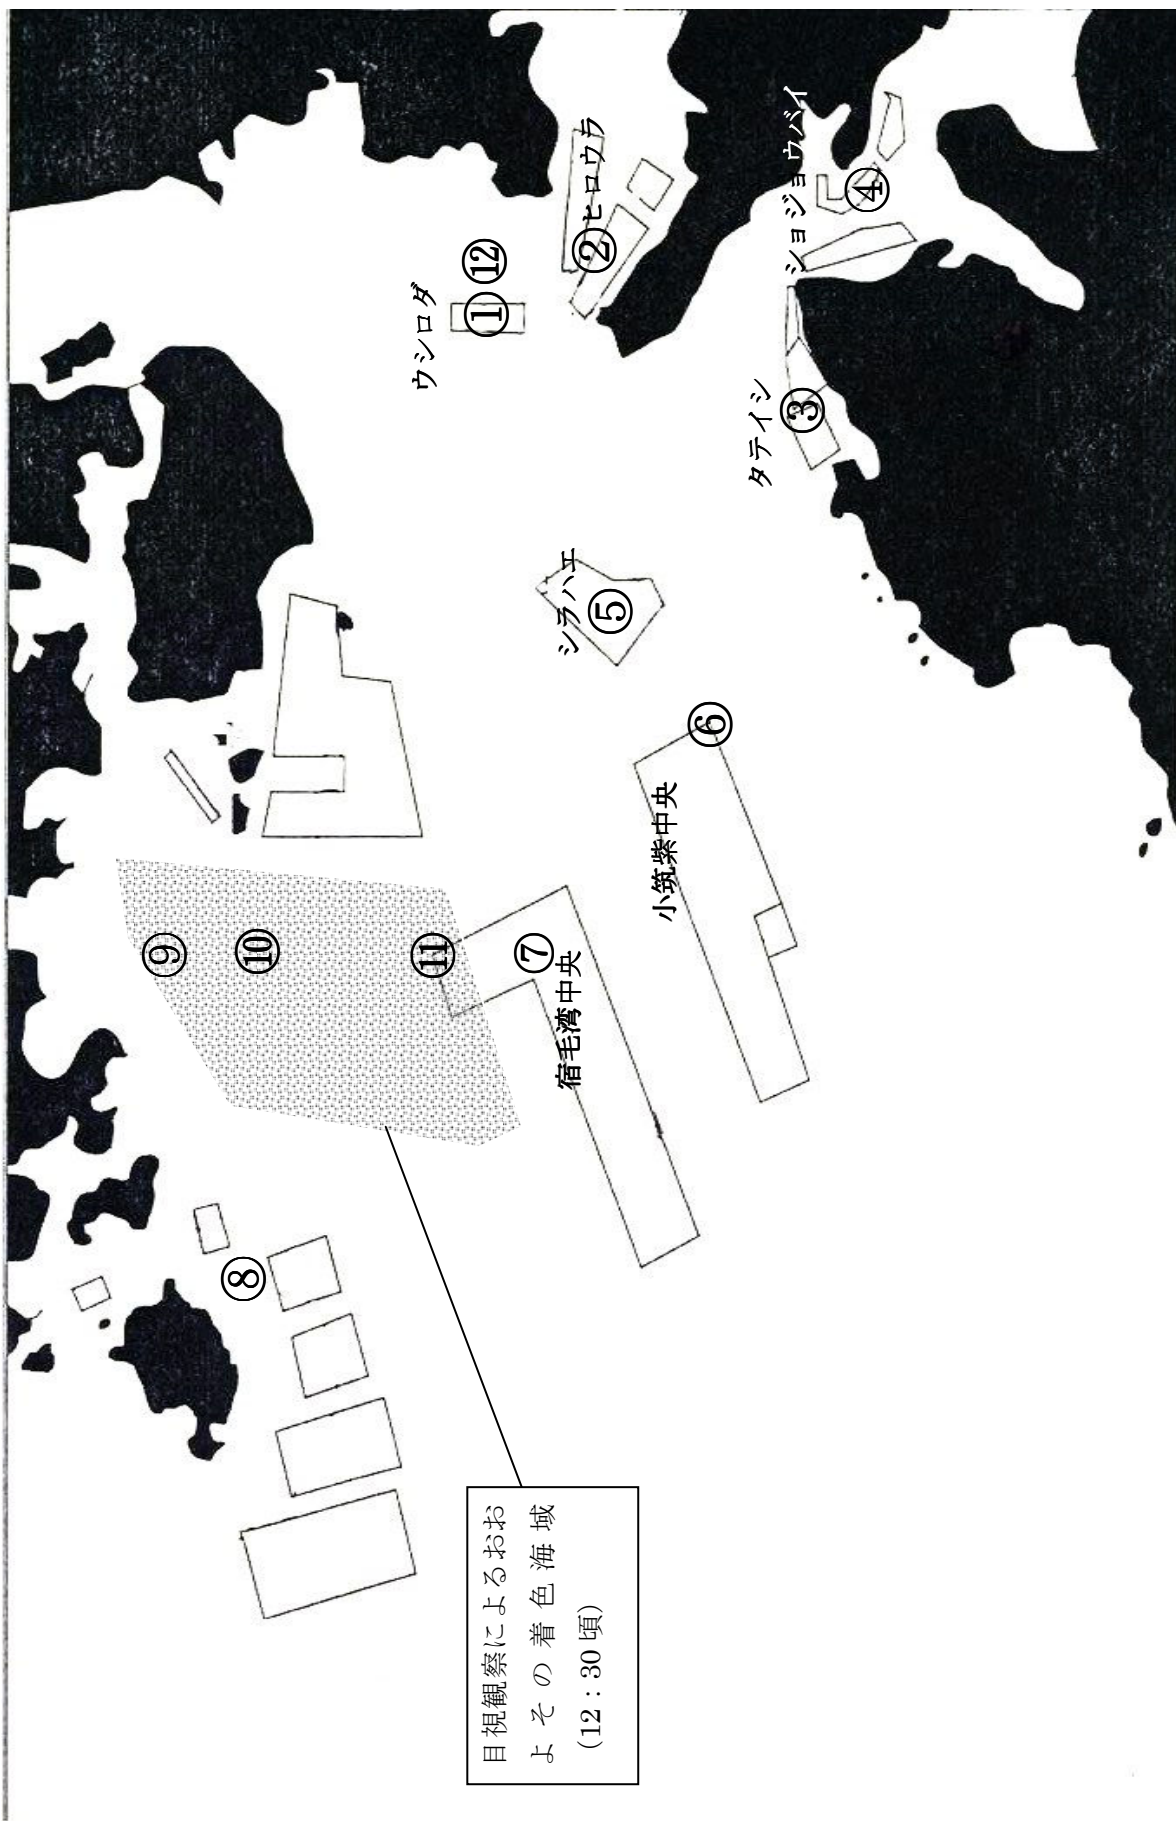 ウシロダ
①
⑫
②
ヒロウラ
ショジョウバイ
④
タテイシ
③
シラハエ
⑤
⑥
小筑紫中央
⑨
⑩
⑪
⑦
宿毛湾中央
⑧
目視観察によるおお
よその着色海域
(12：30頃)